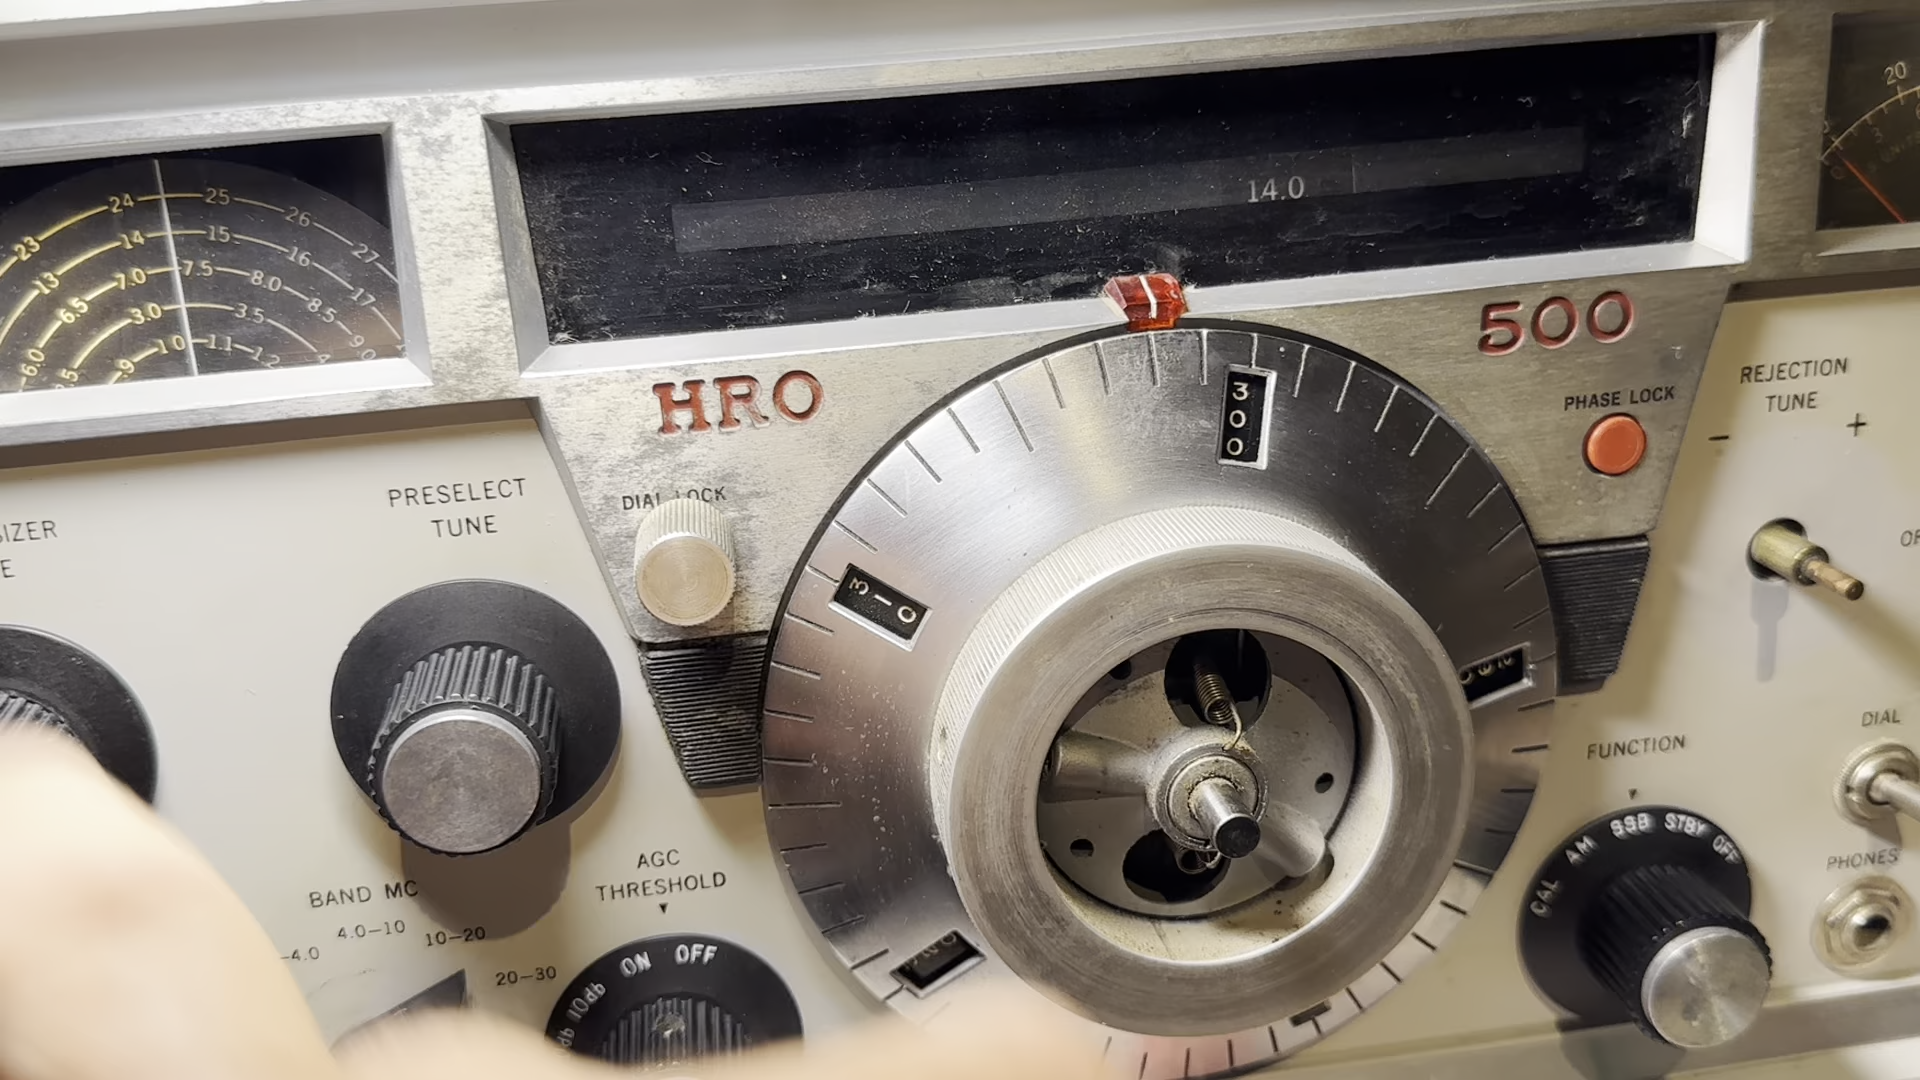 20
14.0
24 25 26 27
23
14 15 16 17
13
7.0 7.5 8.0 8.5 9.0
6.5
6.0
3.0 3.5 4
1.0 1.1 1.2
.9
HRO
500
PHASE LOCK
REJECTION
TUNE
- +
300
310
DIAL LOCK
PRESELECT
TUNE
DIAL
FUNCTION
CAL AM SSB STBY OFF
PHONES
AGC
THRESHOLD
ON OFF
10db
BAND MC
-4.0 4.0-10 10-20
20-30